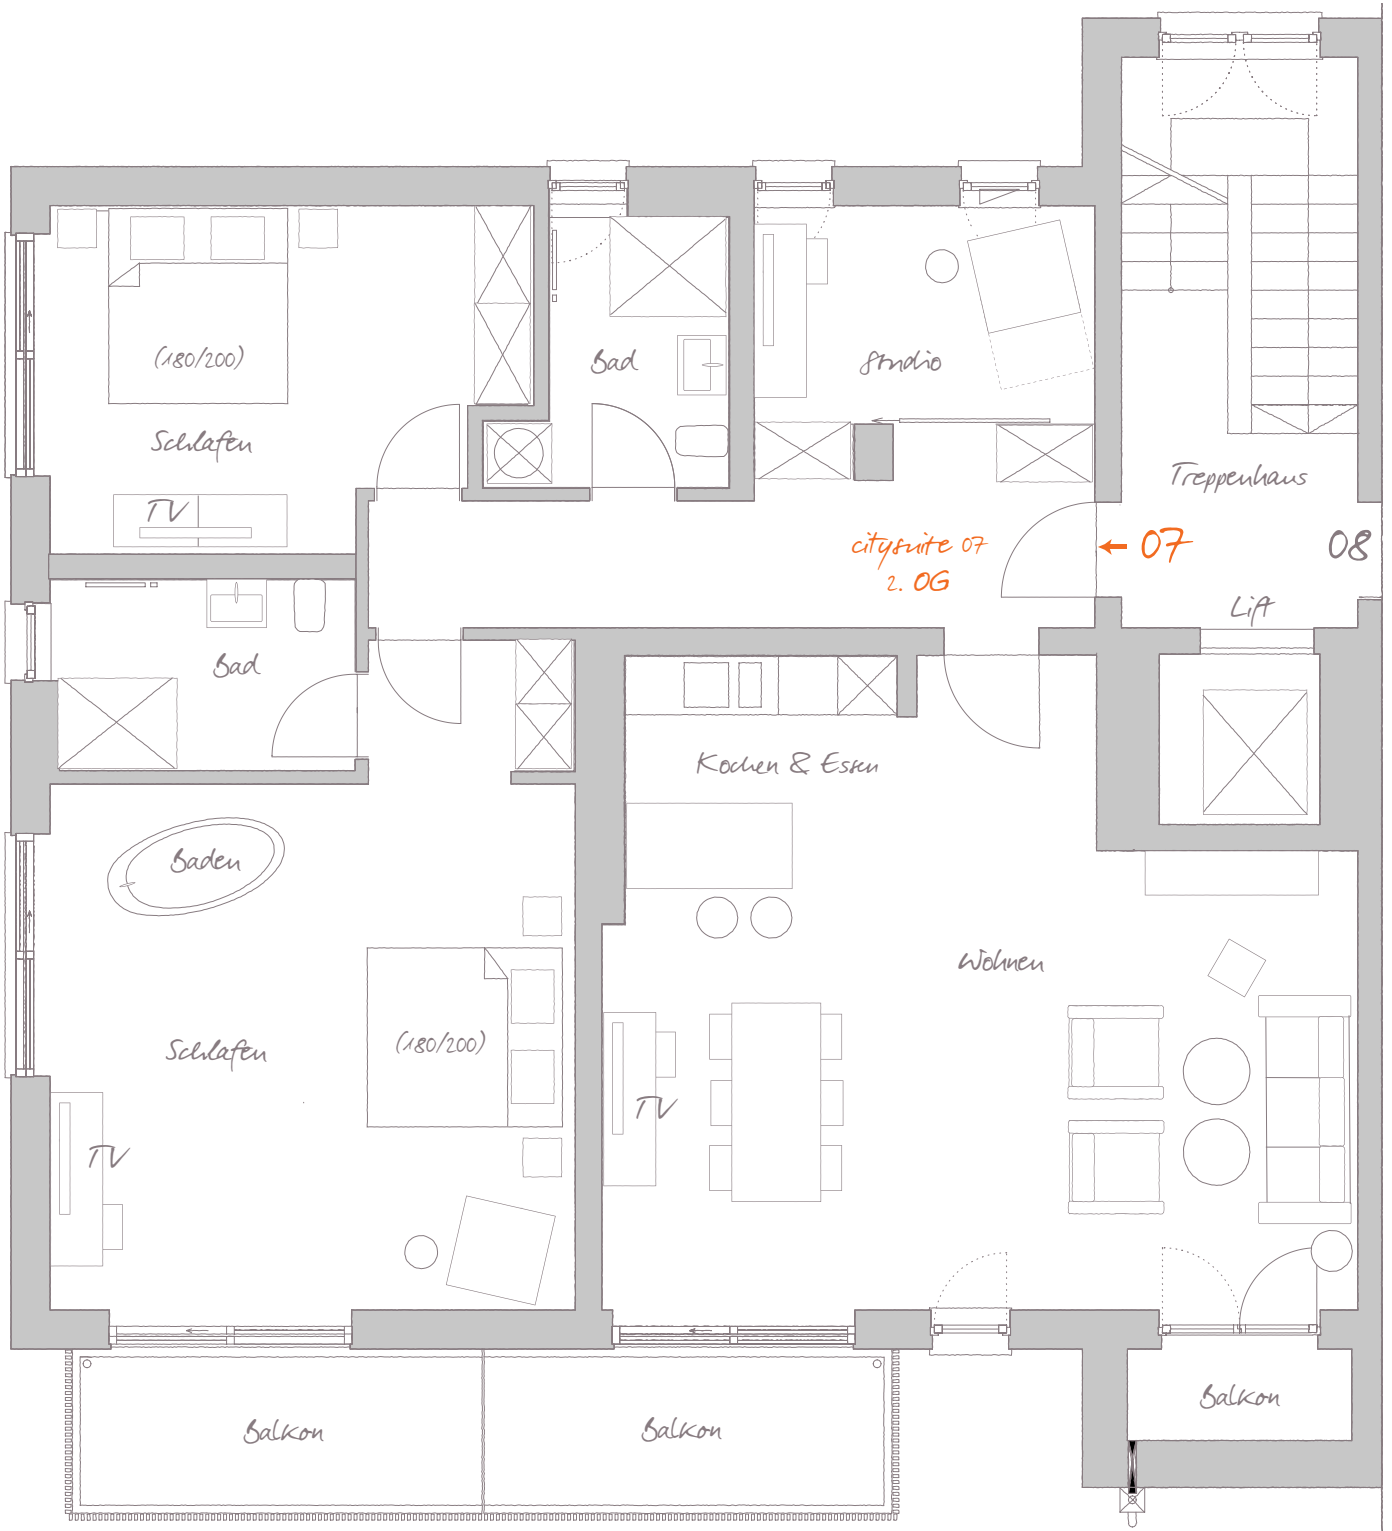 (180/200)
Schlafen
TV
Bad
Studio
Treppenhaus
citysuite 07
2. OG
07
08
Lift
Bad
Kochen & Essen
Baden
Wohnen
Schlafen
(180/200)
TV
TV
Balkon
Balkon
Balkon